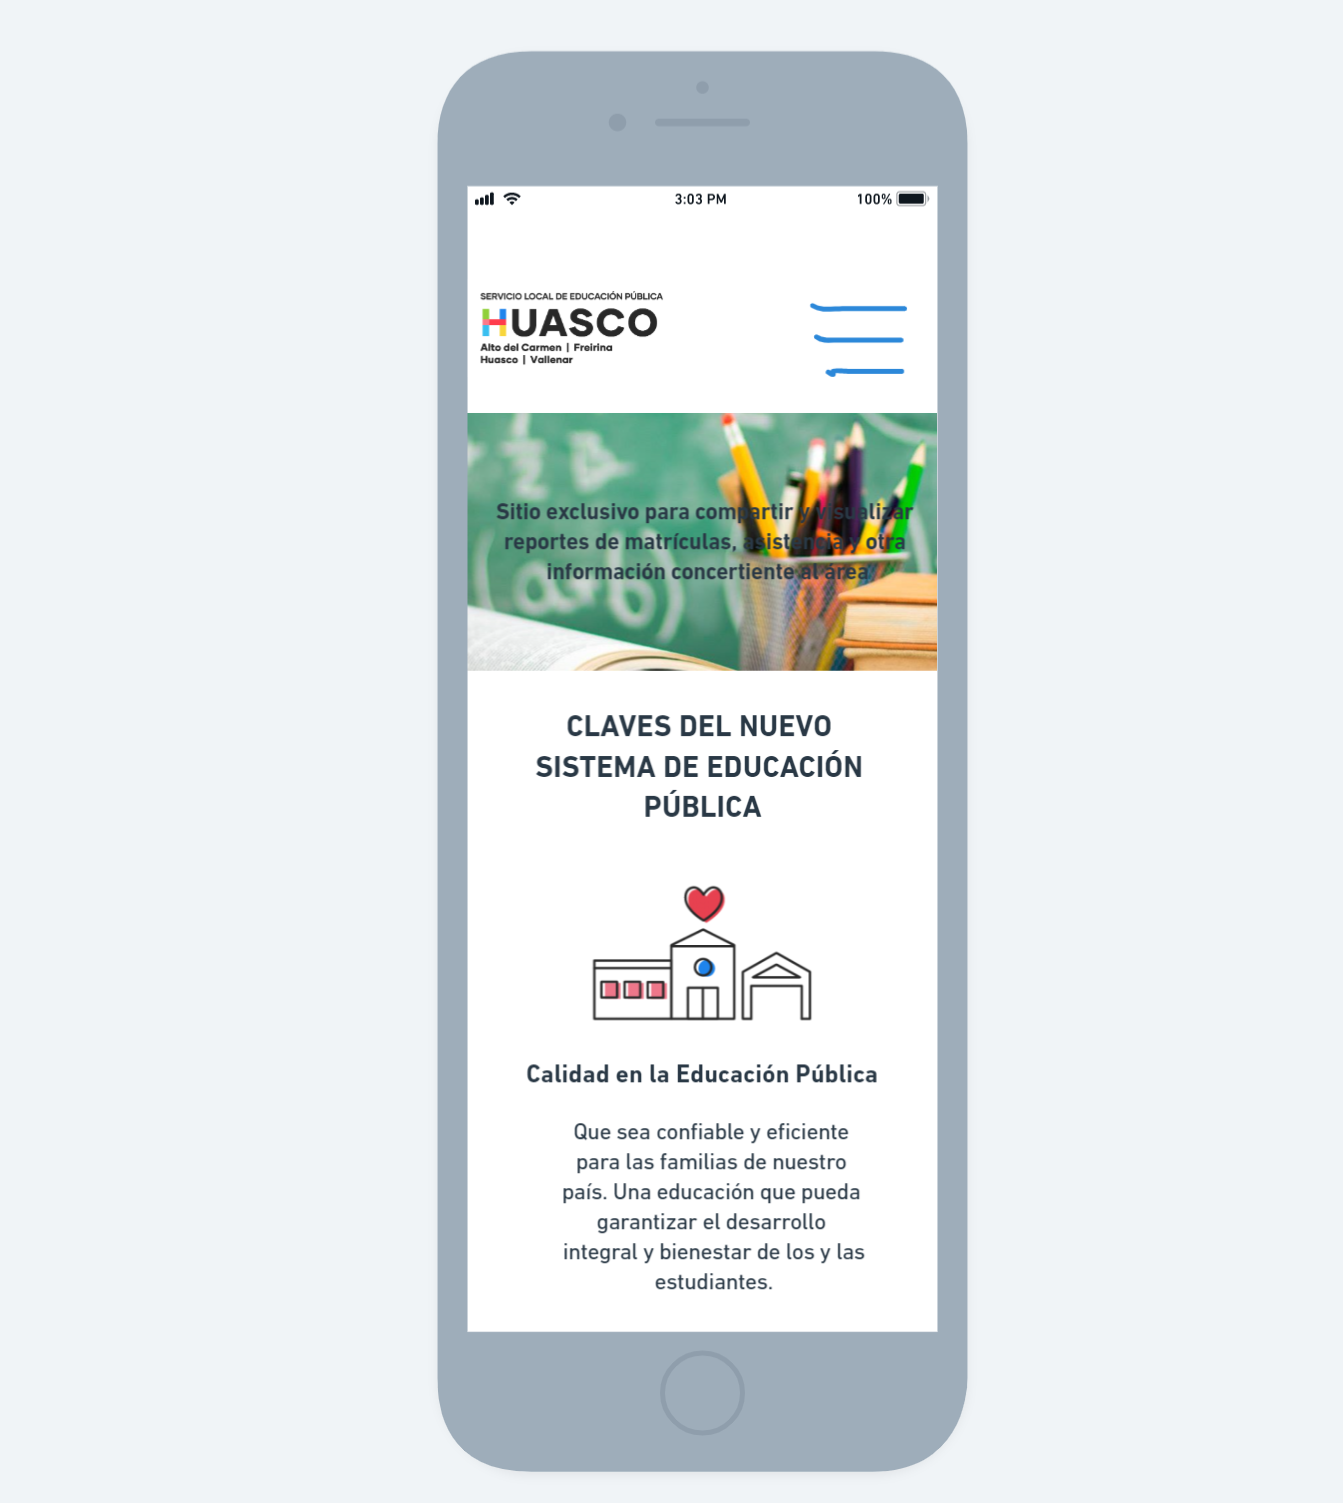 3:03 PM
100%
SERVICIO LOCAL DE EDUCACIÓN PÚBLICA
HUASCO
Alto del Carmen | Freirina
Huasco | Vallenar
Sitio exclusivo para compartir y visualizar
reportes de matrículas, asistencia y otra
información concertiente al área
CLAVES DEL NUEVO
SISTEMA DE EDUCACIÓN
PÚBLICA
Calidad en la Educación Pública
Que sea confiable y eficiente
para las familias de nuestro
país. Una educación que pueda
garantizar el desarrollo
integral y bienestar de los y las
estudiantes.